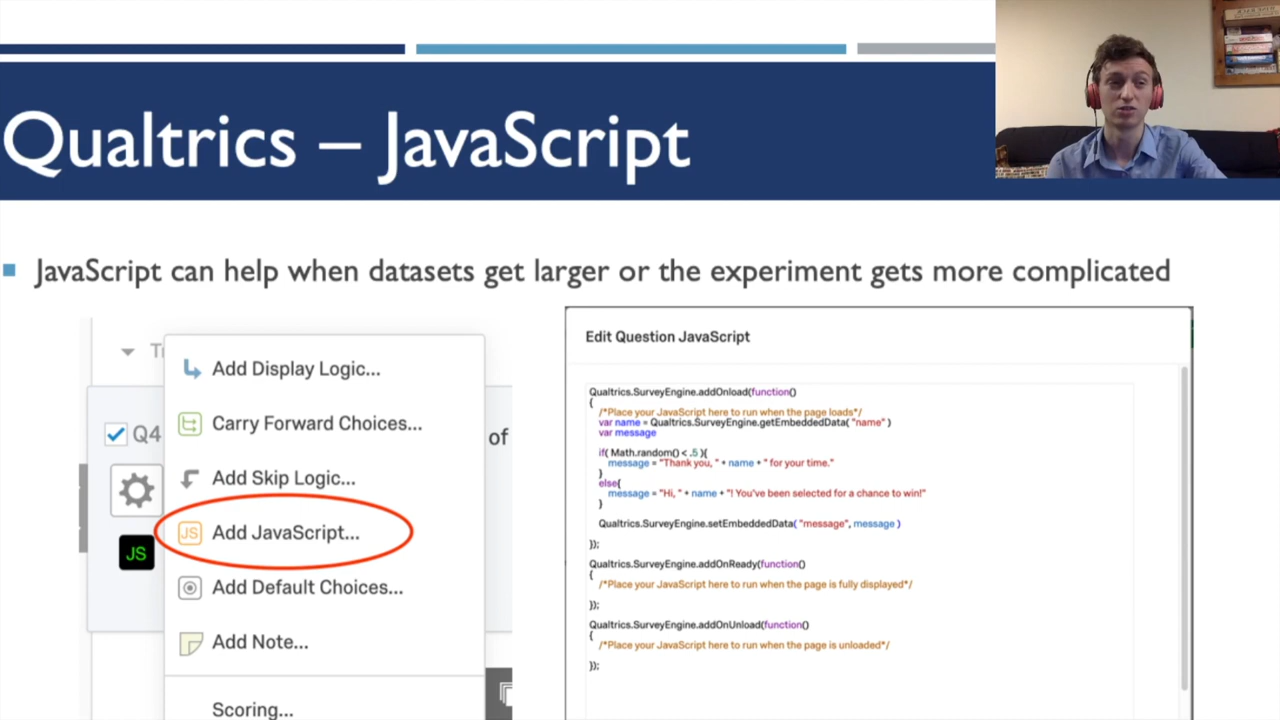 Qualtrics – JavaScript
JavaScript can help when datasets get larger or the experiment gets more complicated
Add Display Logic...
Q4
Carry Forward Choices...
of
Add Skip Logic...
JS Add JavaScript...
JS
Add Default Choices...
Add Note...
Scoring...
Edit Question JavaScript
Qualtrics.SurveyEngine.addOnload(function()
{
/*Place your JavaScript here to run when the page loads*/
var name = Qualtrics.SurveyEngine.getEmbeddedData( "name" )
var message
if( Math.random() < .5 ){
message = "Thank you, " + name + " for your time."
}
else{
message = "Hi, " + name + "! You've been selected for a chance to win!"
}
Qualtrics.SurveyEngine.setEmbeddedData( "message", message )
});
Qualtrics.SurveyEngine.addOnReady(function()
{
/*Place your JavaScript here to run when the page is fully displayed*/
});
Qualtrics.SurveyEngine.addOnUnload(function()
{
/*Place your JavaScript here to run when the page is unloaded*/
});